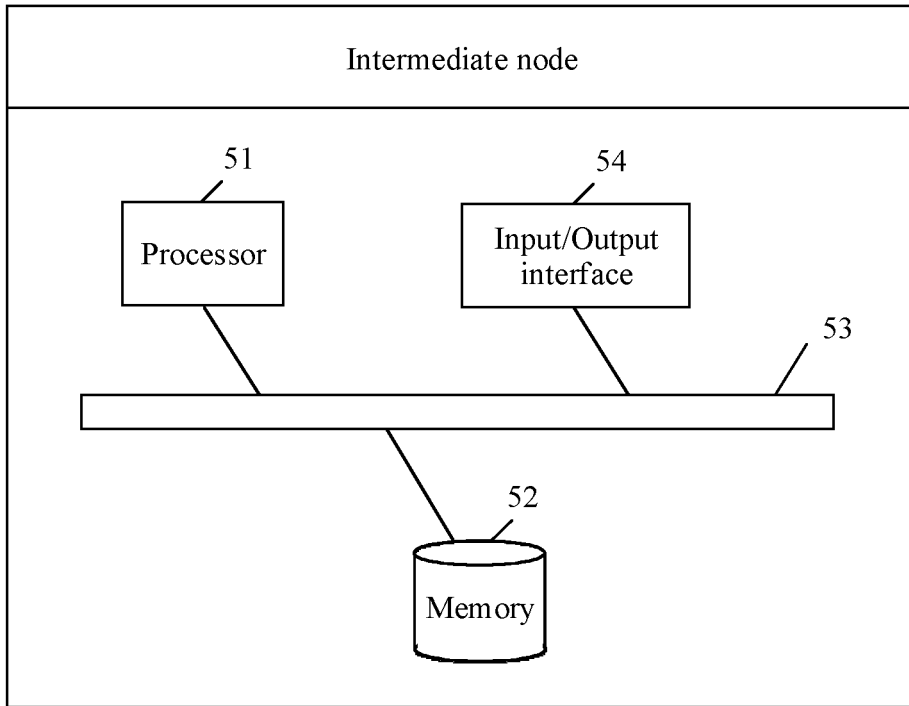 Intermediate node
51
54
Processor
Input/Output
interface
53
52
Memory